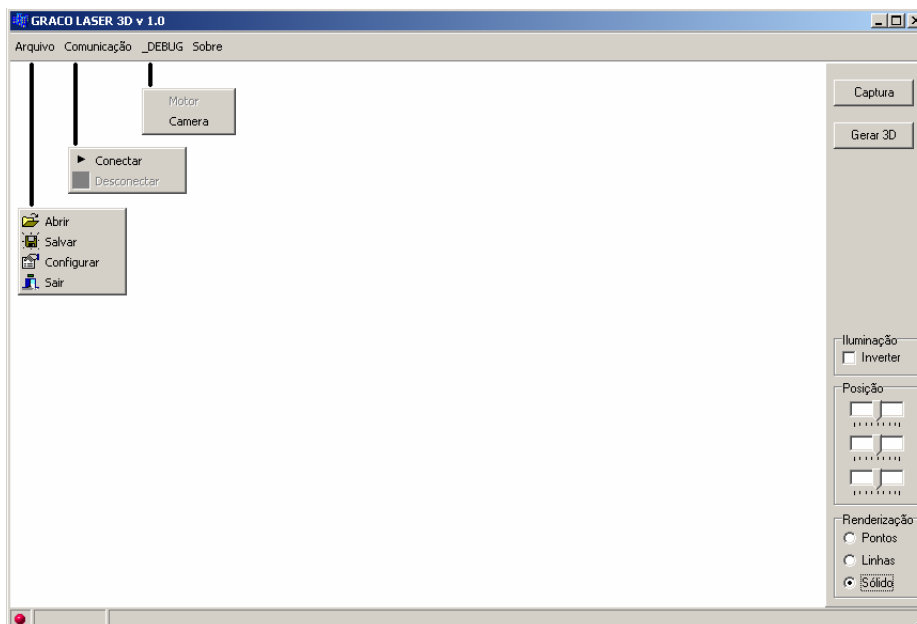 GRACO LASER 3D v 1.0
Arquivo Comunicação _DEBUG Sobre
Motor
Camera
Conectar
Desconectar
Abrir
Salvar
Configurar
Sair
Captura
Gerar 3D
Iluminação
Inverter
Posição
Renderização
Pontos
Linhas
Sólido